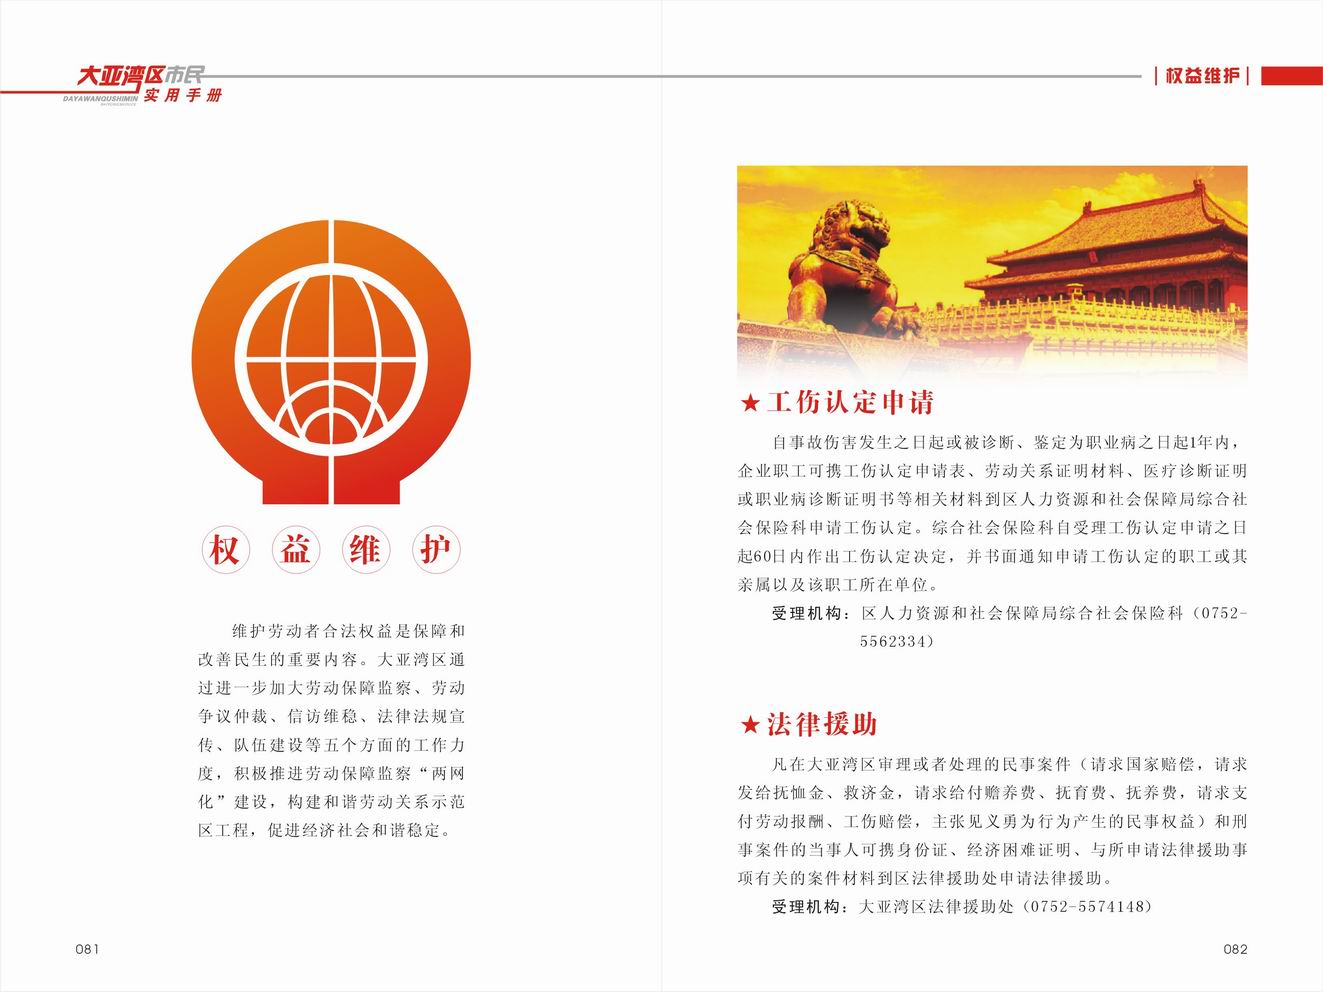 大亚湾区市民
DAYAWANQUSHIMIN
实用手册
权益维护
权益维护
维护劳动者合法权益是保障和
改善民生的重要内容。大亚湾区通
过进一步加大劳动保障监察、劳动
争议仲裁、信访维稳、法律法规宣
传、队伍建设等五个方面的工作力
度，积极推进劳动保障监察“两网
化”建设，构建和谐劳动关系示范
区工程，促进经济社会和谐稳定。
081
★工伤认定申请
自事故伤害发生之日起或被诊断、鉴定为职业病之日起1年内，
企业职工可携工伤认定申请表、劳动关系证明材料、医疗诊断证明
或职业病诊断证明书等相关材料到区人力资源和社会保障局综合社
会保险科申请工伤认定。综合社会保险科自受理工伤认定申请之日
起60日内作出工伤认定决定，并书面通知申请工伤认定的职工或其
亲属以及该职工所在单位。
受理机构：区人力资源和社会保障局综合社会保险科（0752-
5562334）
★法律援助
凡在大亚湾区审理或者处理的民事案件（请求国家赔偿，请求
发给抚恤金、救济金，请求给付赡养费、抚育费、抚养费，请求支
付劳动报酬、工伤赔偿，主张见义勇为行为产生的民事权益）和刑
事案件的当事人可携身份证、经济困难证明、与所申请法律援助事
项有关的案件材料到区法律援助处申请法律援助。
受理机构：大亚湾区法律援助处（0752-5574148）
082